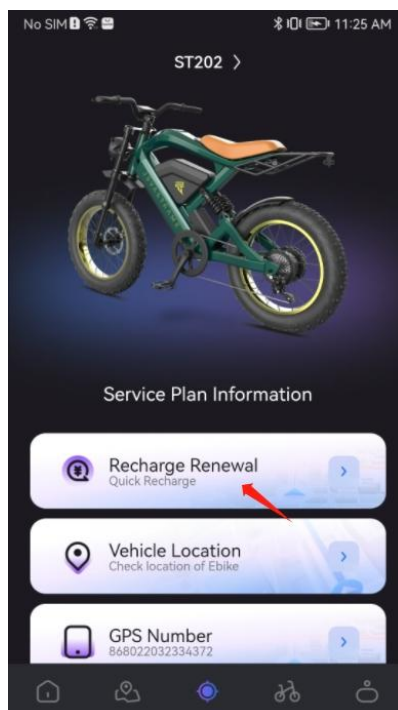 No SIM 11:25 AM
ST202 >
Service Plan Information
Recharge Renewal
Quick Recharge
Vehicle Location
Check location of Ebike
GPS Number
868022032334372